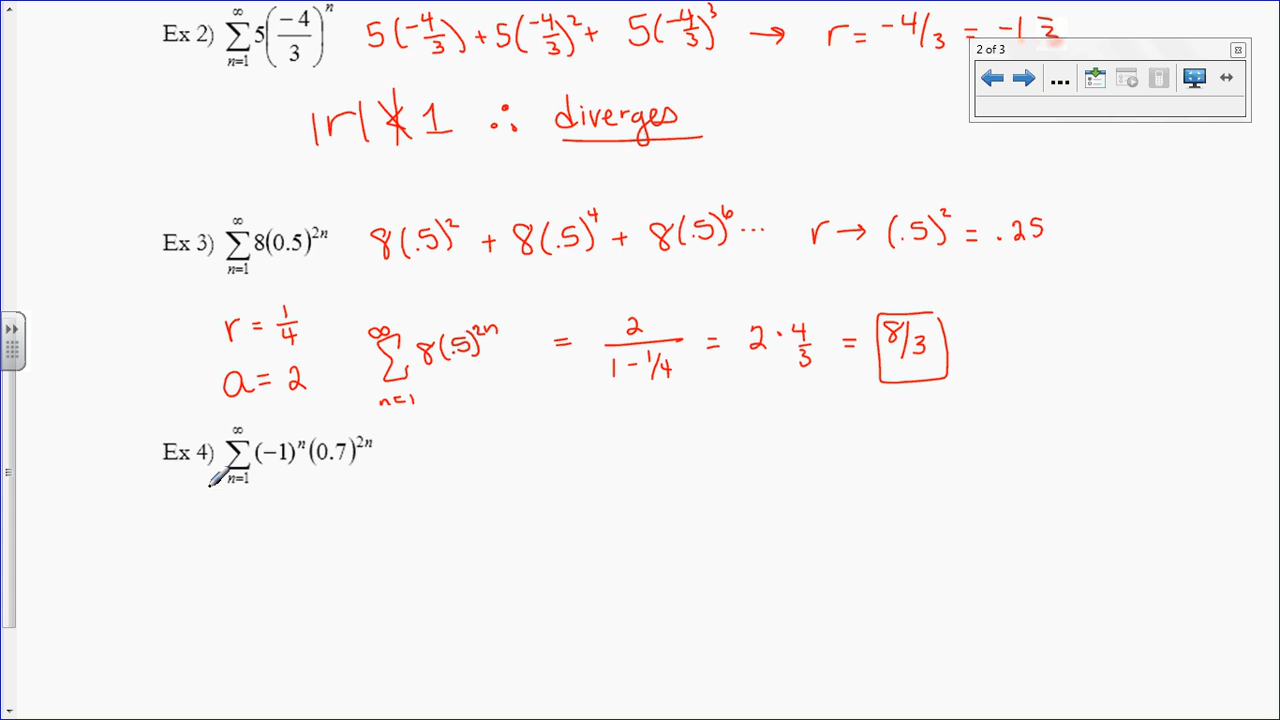 Ex 2) ∑_{n=1}^{∞} 5(-4/3)^n 5(-4/3) + 5(-4/3)^2 + 5(-4/3)^3 → r = -4/3 =
2 of 3
|r| ≮ 1 ∴ diverges
Ex 3) ∑_{n=1}^{∞} 8(0.5)^{2n} 8(.5)^2 + 8(.5)^4 + 8(.5)^6 ... r → (.5)^2 = .25
r = 1/4 ∑_{n=1}^{∞} 8(.5)^{2n} = 2/(1 - 1/4) = 2 · 4/3 = 8/3
a = 2
Ex 4) ∑_{n=1}^{∞} (-1)^n (0.7)^{2n}